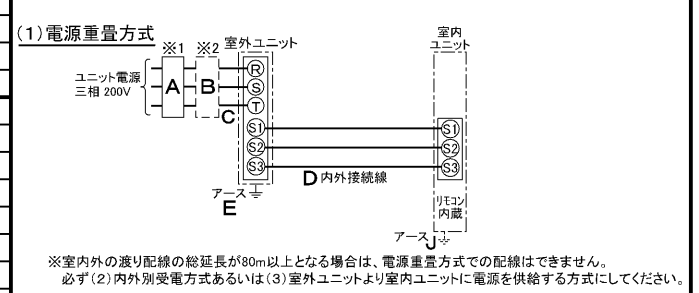 (1)電源重畳方式
※1 ※2 室外ユニット
室内
ユニット
ユニット電源
三相 200V
A B
R
S
T
C
S1 S1
S2 S2
S3 S3
D 内外接続線
アース
E
リモコン
内蔵
アース J
※室内外の渡り配線の総延長が80m以上となる場合は、電源重畳方式での配線はできません。
必ず(2)内外別受電方式あるいは(3)室外ユニットより室内ユニットに電源を供給する方式にしてください。